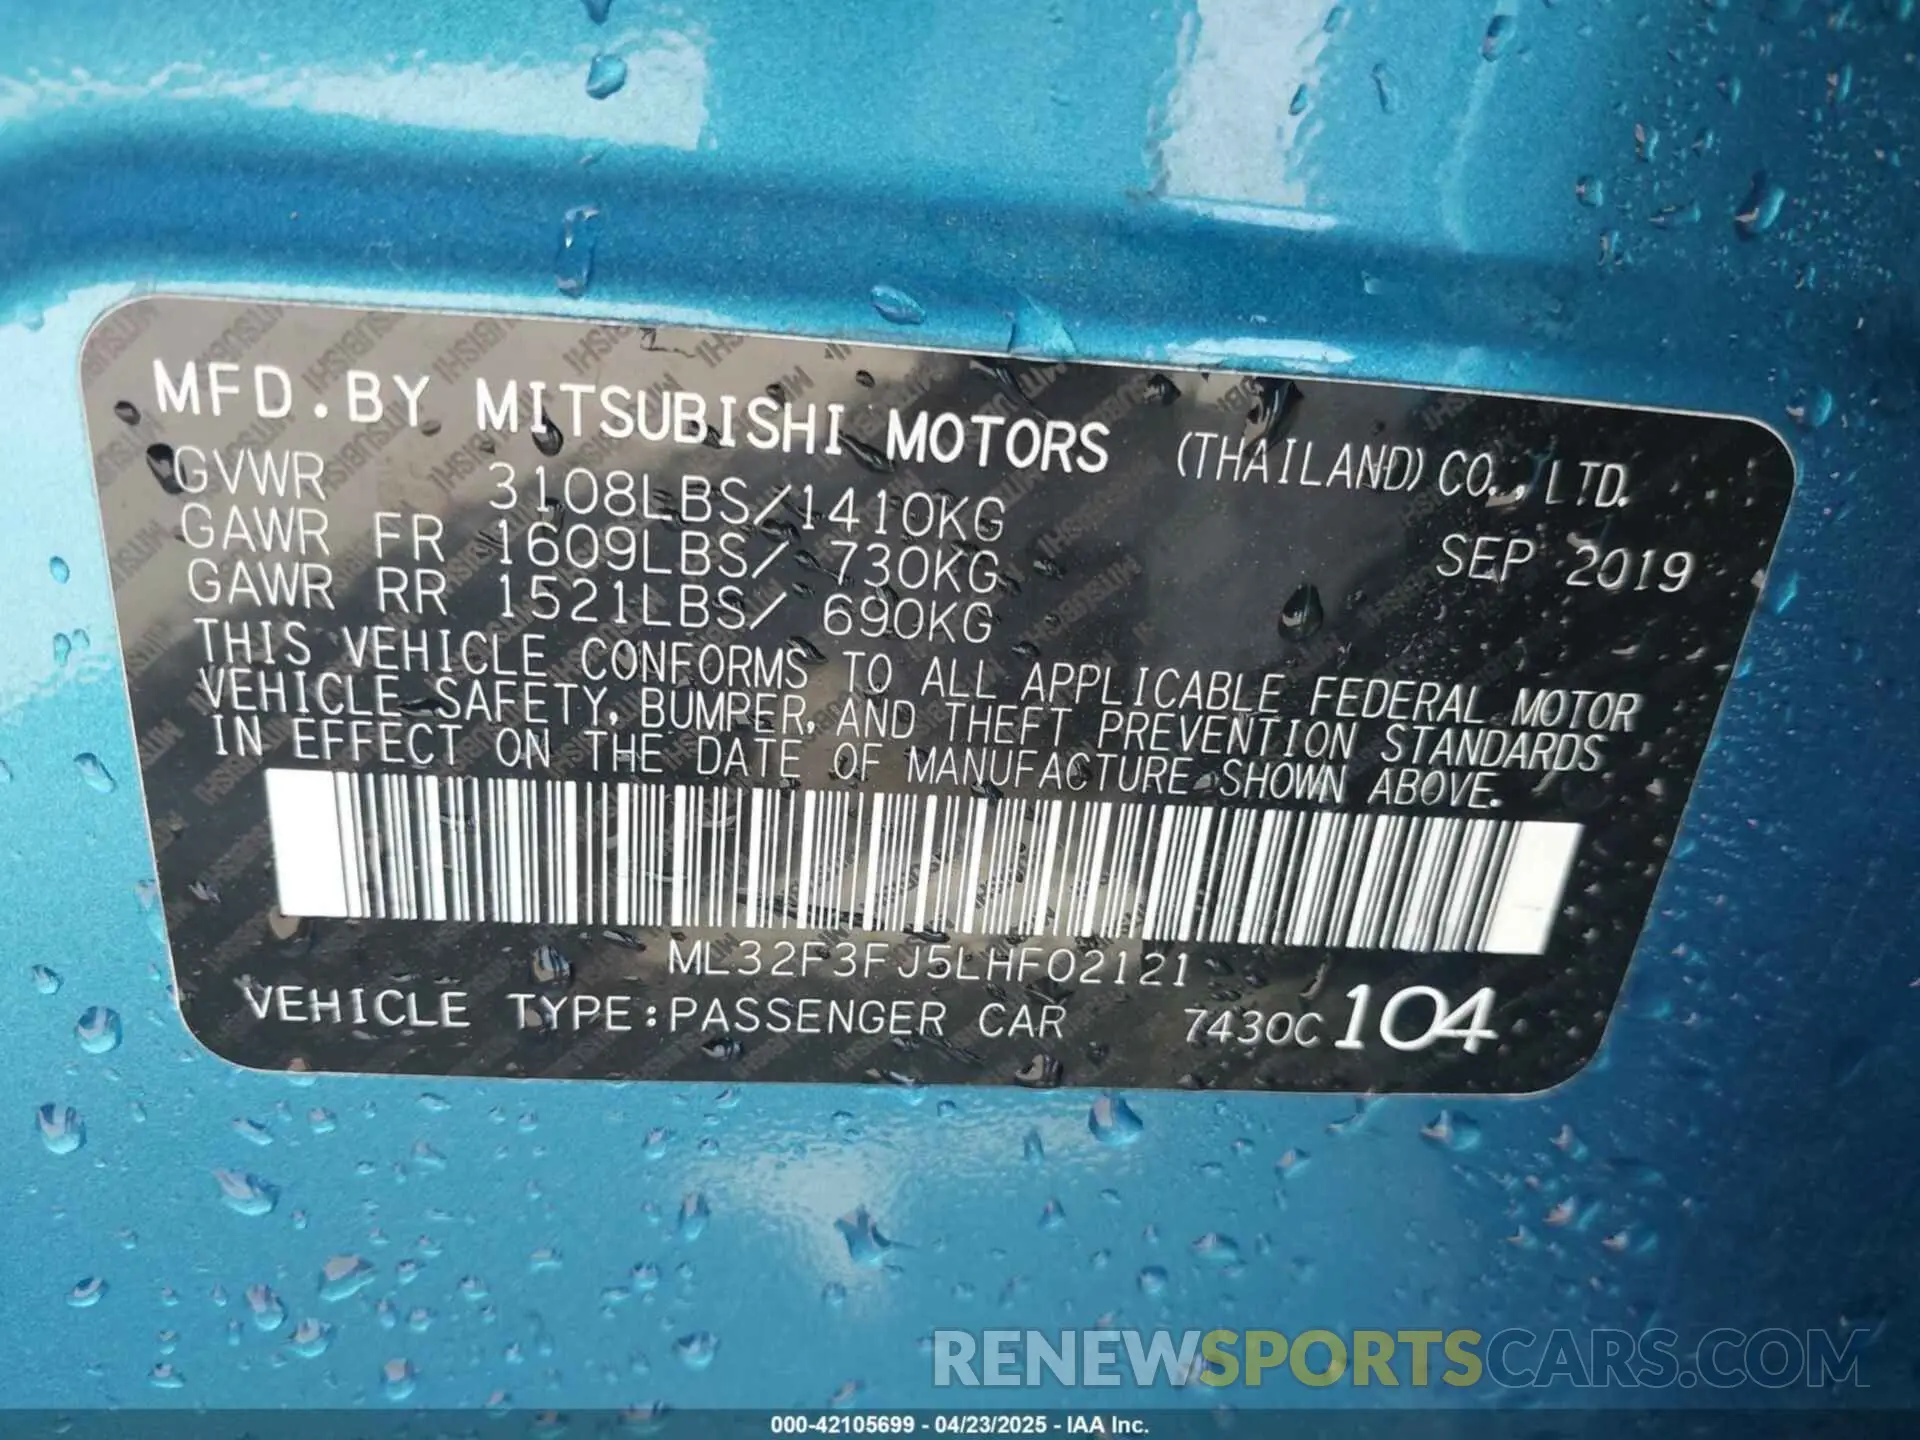 MFD.BY MITSUBISHI MOTORS (THAILAND) CO., LTD.
GVWR 3108LBS/1410KG
GAWR FR 1609LBS/ 730KG SEP 2019
GAWR RR 1521LBS/ 690KG
THIS VEHICLE CONFORMS TO ALL APPLICABLE FEDERAL MOTOR
VEHICLE SAFETY, BUMPER, AND THEFT PREVENTION STANDARDS
IN EFFECT ON THE DATE OF MANUFACTURE SHOWN ABOVE.
ML32F3FJ5LHF02121
VEHICLE TYPE:PASSENGER CAR 7430C 104
RENEWSPORTSCARS.COM
000-42105699 - 04/23/2025 - IAA Inc.